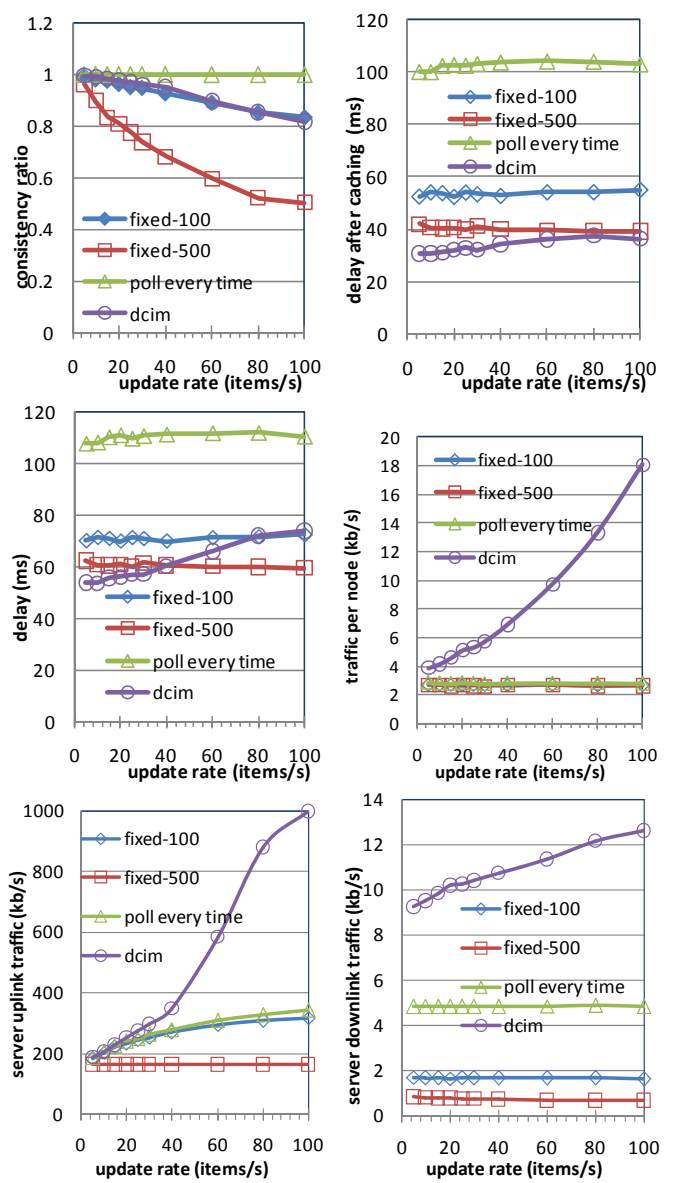 1.2
1
0.8
0.6
0.4
0.2
0
consistency ratio
fixed-100
fixed-500
poll every time
dcim
0 20 40 60 80 100
update rate (items/s)
120
100
80
60
40
20
0
delay after caching (ms)
fixed-100
fixed-500
poll every time
dcim
0 20 40 60 80 100
update rate (items/s)
120
100
80
60
40
20
0
delay (ms)
fixed-100
fixed-500
poll every time
dcim
0 20 40 60 80 100
update rate (items/s)
20
18
16
14
12
10
8
6
4
2
0
traffic per node (kb/s)
fixed-100
fixed-500
poll every time
dcim
0 20 40 60 80 100
update rate (items/s)
1000
800
600
400
200
0
server uplink traffic (kb/s)
fixed-100
fixed-500
poll every time
dcim
0 20 40 60 80 100
update rate (items/s)
14
12
10
8
6
4
2
0
server downlink traffic (kb/s)
fixed-100
fixed-500
poll every time
dcim
0 20 40 60 80 100
update rate (items/s)